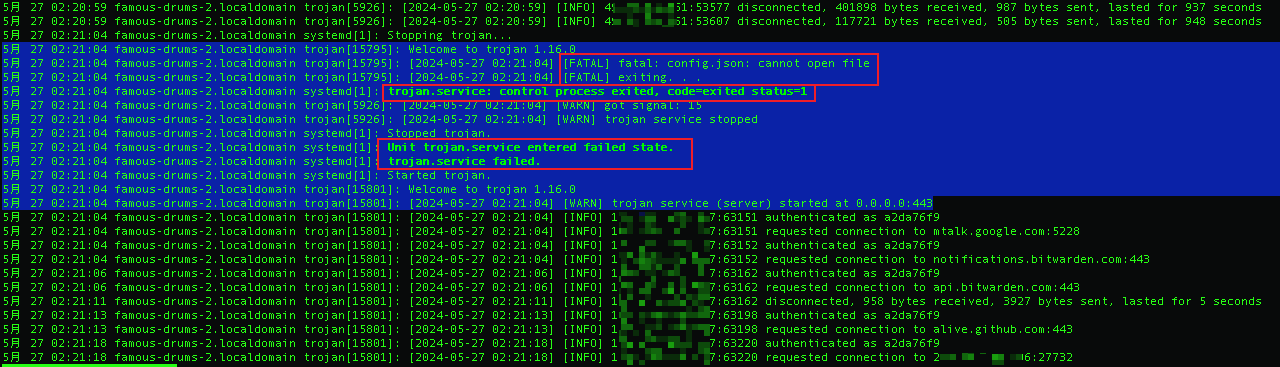 5月 27 02:20:59 famous-drums-2.localdomain trojan[5926]: [2024-05-27 02:20:59] [INFO] 4 51:53577 disconnected, 401898 bytes received, 987 bytes sent, lasted for 937 seconds
5月 27 02:20:59 famous-drums-2.localdomain trojan[5926]: [2024-05-27 02:20:59] [INFO] 4 61:53607 disconnected, 117721 bytes received, 505 bytes sent, lasted for 948 seconds
5月 27 02:21:04 famous-drums-2.localdomain systemd[1]: Stopping trojan...
5月 27 02:21:04 famous-drums-2.localdomain trojan[15795]: Welcome to trojan 1.16.0
5月 27 02:21:04 famous-drums-2.localdomain trojan[15795]: [2024-05-27 02:21:04] [FATAL] fatal: config.json: cannot open file
5月 27 02:21:04 famous-drums-2.localdomain trojan[15795]: [2024-05-27 02:21:04] [FATAL] exiting. . .
5月 27 02:21:04 famous-drums-2.localdomain systemd[1]: trojan.service: control process exited, code=exited status=1
5月 27 02:21:04 famous-drums-2.localdomain trojan[5926]: [2024-05-27 02:21:04] [WARN] got signal: 15
5月 27 02:21:04 famous-drums-2.localdomain trojan[5926]: [2024-05-27 02:21:04] [WARN] trojan service stopped
5月 27 02:21:04 famous-drums-2.localdomain systemd[1]: Stopped trojan.
5月 27 02:21:04 famous-drums-2.localdomain systemd[1]: Unit trojan.service entered failed state.
5月 27 02:21:04 famous-drums-2.localdomain systemd[1]: trojan.service failed.
5月 27 02:21:04 famous-drums-2.localdomain systemd[1]: Started trojan.
5月 27 02:21:04 famous-drums-2.localdomain trojan[15801]: Welcome to trojan 1.16.0
5月 27 02:21:04 famous-drums-2.localdomain trojan[15801]: [2024-05-27 02:21:04] [WARN] trojan service (server) started at 0.0.0.0:443
5月 27 02:21:04 famous-drums-2.localdomain trojan[15801]: [2024-05-27 02:21:04] [INFO] 1 7:63151 authenticated as a2da76f9
5月 27 02:21:04 famous-drums-2.localdomain trojan[15801]: [2024-05-27 02:21:04] [INFO] 1 7:63151 requested connection to mtalk.google.com:5228
5月 27 02:21:04 famous-drums-2.localdomain trojan[15801]: [2024-05-27 02:21:04] [INFO] 1 7:63152 authenticated as a2da76f9
5月 27 02:21:04 famous-drums-2.localdomain trojan[15801]: [2024-05-27 02:21:04] [INFO] 1 7:63152 requested connection to notifications.bitwarden.com:443
5月 27 02:21:06 famous-drums-2.localdomain trojan[15801]: [2024-05-27 02:21:06] [INFO] 1 7:63162 authenticated as a2da76f9
5月 27 02:21:06 famous-drums-2.localdomain trojan[15801]: [2024-05-27 02:21:06] [INFO] 1 7:63162 requested connection to api.bitwarden.com:443
5月 27 02:21:11 famous-drums-2.localdomain trojan[15801]: [2024-05-27 02:21:11] [INFO] 1 7:63162 disconnected, 958 bytes received, 3927 bytes sent, lasted for 5 seconds
5月 27 02:21:13 famous-drums-2.localdomain trojan[15801]: [2024-05-27 02:21:13] [INFO] 1 7:63198 authenticated as a2da76f9
5月 27 02:21:13 famous-drums-2.localdomain trojan[15801]: [2024-05-27 02:21:13] [INFO] 1 7:63198 requested connection to alive.github.com:443
5月 27 02:21:18 famous-drums-2.localdomain trojan[15801]: [2024-05-27 02:21:18] [INFO] 1 7:63220 authenticated as a2da76f9
5月 27 02:21:18 famous-drums-2.localdomain trojan[15801]: [2024-05-27 02:21:18] [INFO] 1 7:63220 requested connection to 2 6:27732